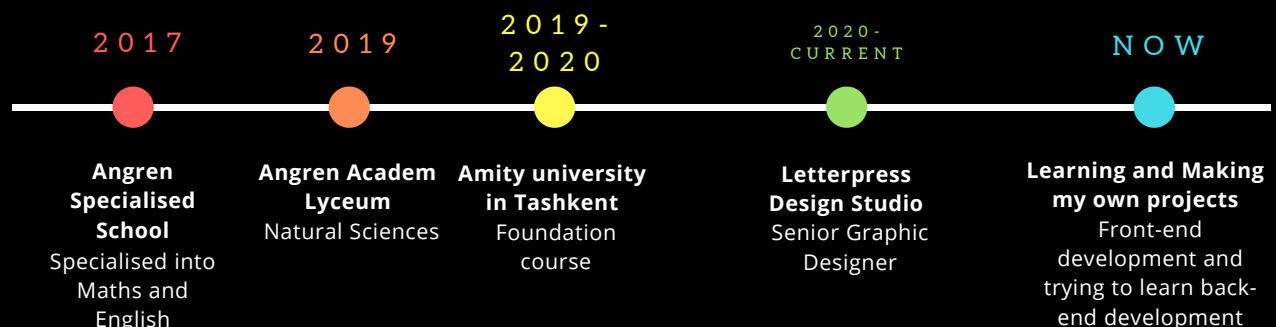 2017
Angren
Specialised
School
Specialised into
Maths and
English
2019
Angren Academ
Lyceum
Natural Sciences
2019-
2020
Amity university
in Tashkent
Foundation
course
2020-
CURRENT
Letterpress
Design Studio
Senior Graphic
Designer
NOW
Learning and Making
my own projects
Front-end
development and
trying to learn back-
end development